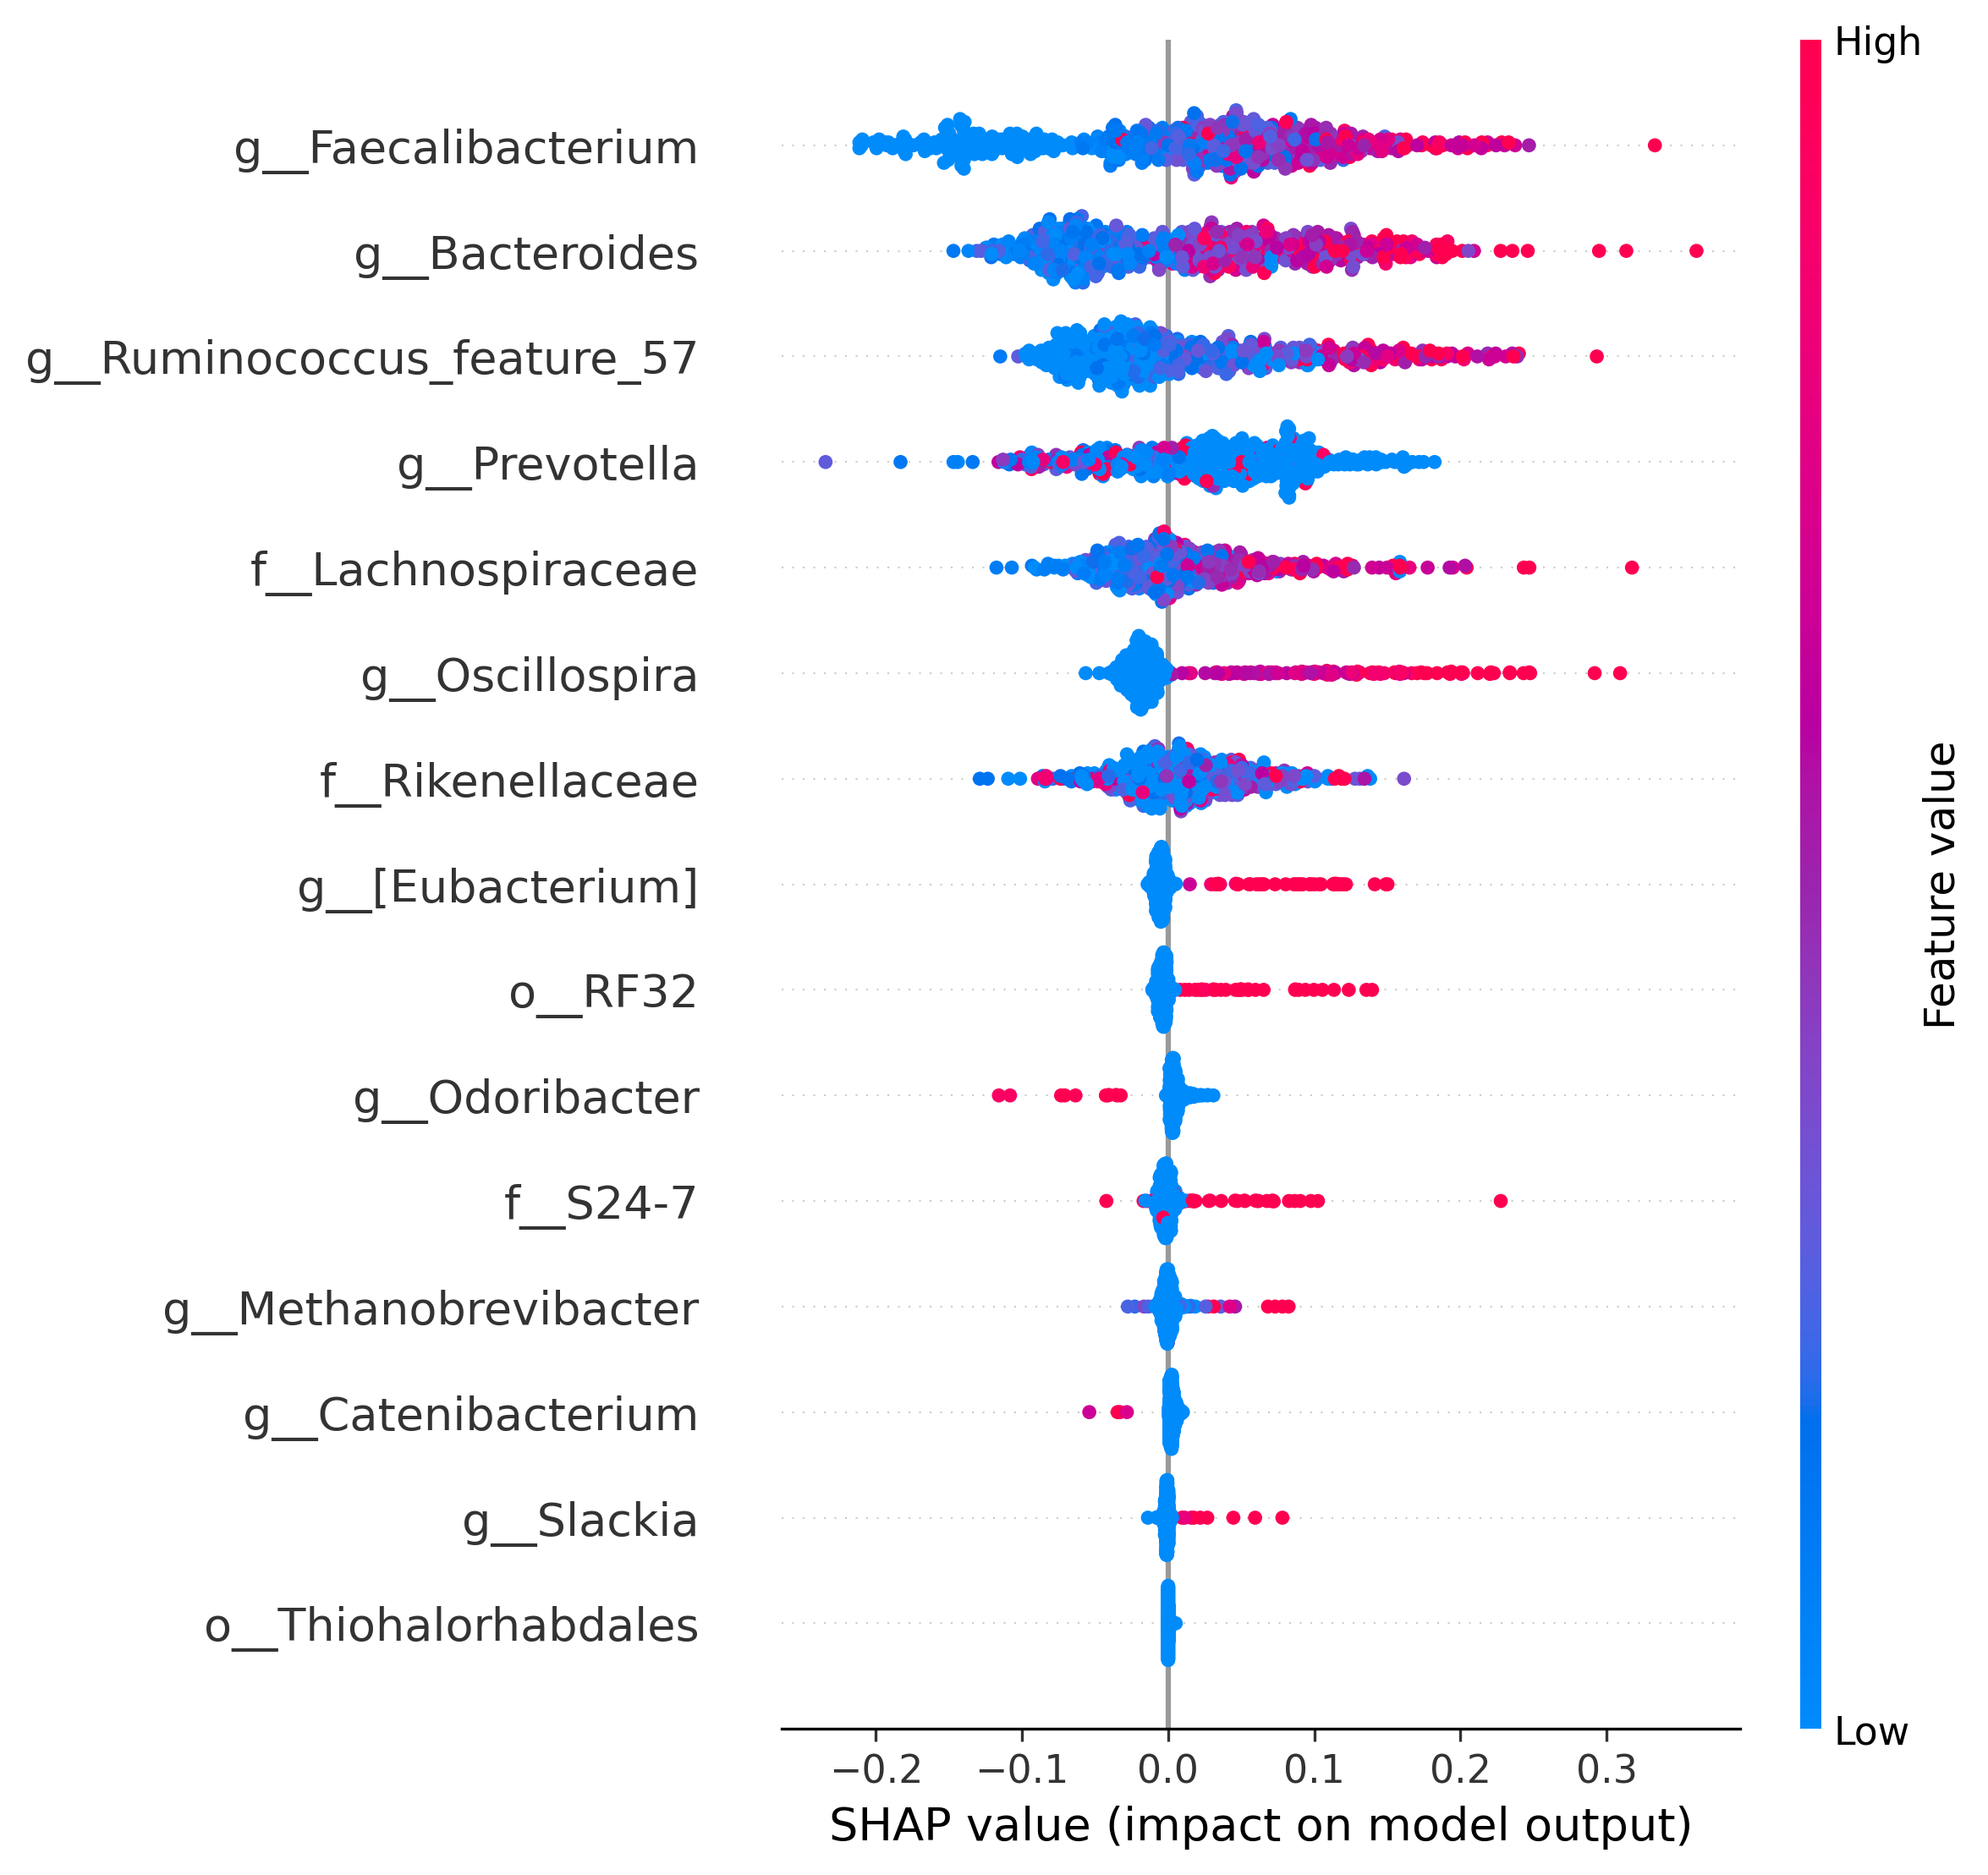 High
g__Faecalibacterium
g__Bacteroides
g__Ruminococcus_feature_57
g__Prevotella
f__Lachnospiraceae
g__Oscillospira
f__Rikenellaceae
g__[Eubacterium]
o__RF32
g__Odoribacter
f__S24-7
g__Methanobrevibacter
g__Catenibacterium
g__Slackia
o__Thiohalorhabdales
Feature value
Low
−0.2 −0.1 0.0 0.1 0.2 0.3
SHAP value (impact on model output)